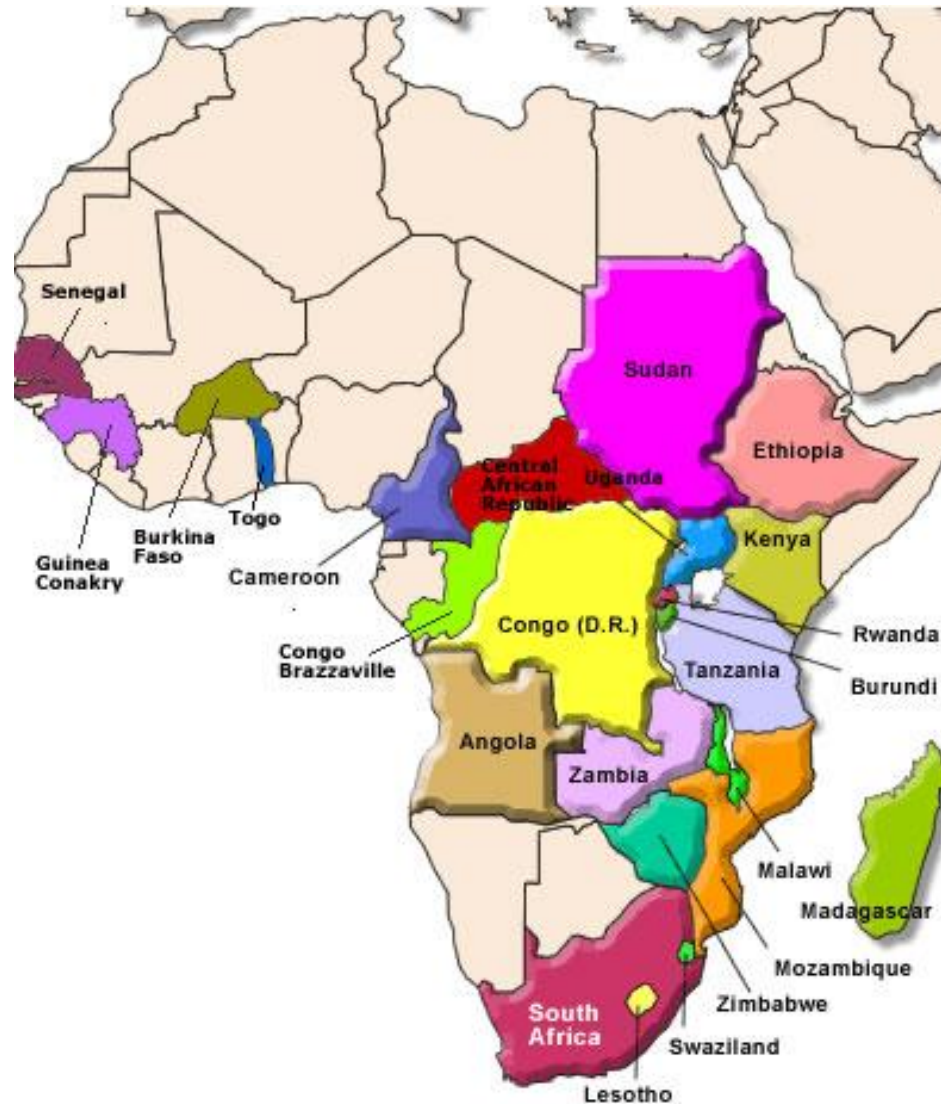 Senegal
Sudan
Ethiopia
Central
African
Republic
Uganda
Togo
Burkina
Faso
Kenya
Guinea
Conakry
Cameroon
Congo (D.R.)
Rwanda
Congo
Brazzaville
Tanzania
Burundi
Angola
Zambia
Malawi
Madagascar
Mozambique
Zimbabwe
South
Africa
Swaziland
Lesotho